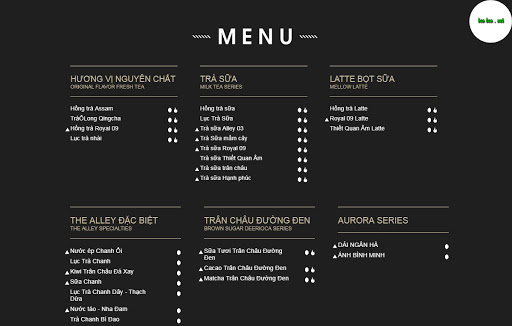 MENU
HƯƠNG VỊ NGUYÊN CHẤT
ORIGINAL FLAVOR FRESH TEA
Hồng trà Assam
TràÔLong Qingcha
Hồng trà Royal 09
Lục trà nhài
TRÀ SỮA
MILK TEA SERIES
Hồng trà sữa
Lục Trà Sữa
Trà sữa Alley 03
Trà Sữa mầm cây
Trà sữa Royal 09
Trà sữa Thiết Quan Âm
Trà sữa trân châu
Trà sữa Hạnh phúc
LATTE BỌT SỮA
MELLOW LATTE
Hồng trà Latte
Royal 09 Latte
Thiết Quan Âm Latte
THE ALLEY ĐẶC BIỆT
THE ALLEY SPECIALTIES
Nước ép Chanh Ổi
Lục Trà Chanh
Kiwi Trân Châu Đá Xay
Sữa Chanh
Lục Trà Chanh Dây - Thạch
Dừa
Nước táo - Nha Đam
Trà Chanh Bí Đao
TRÂN CHÂU ĐƯỜNG ĐEN
BROWN SUGAR DEERIOCA SERIES
Sữa Tươi Trân Châu Đường
Đen
Cacao Trân Châu Đường Đen
Matcha Trân Châu Đường Đen
AURORA SERIES
DẢI NGÂN HÀ
ÁNH BÌNH MINH